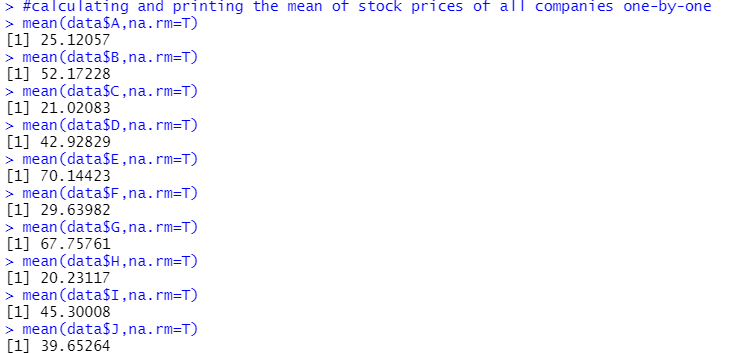 > #calculating and printing the mean of stock prices of all companies one-by-one
> mean(data$A,na.rm=T)
[1] 25.12057
> mean(data$B,na.rm=T)
[1] 52.17228
> mean(data$C,na.rm=T)
[1] 21.02083
> mean(data$D,na.rm=T)
[1] 42.92829
> mean(data$E,na.rm=T)
[1] 70.14423
> mean(data$F,na.rm=T)
[1] 29.63982
> mean(data$G,na.rm=T)
[1] 67.75761
> mean(data$H,na.rm=T)
[1] 20.23117
> mean(data$I,na.rm=T)
[1] 45.30008
> mean(data$J,na.rm=T)
[1] 39.65264